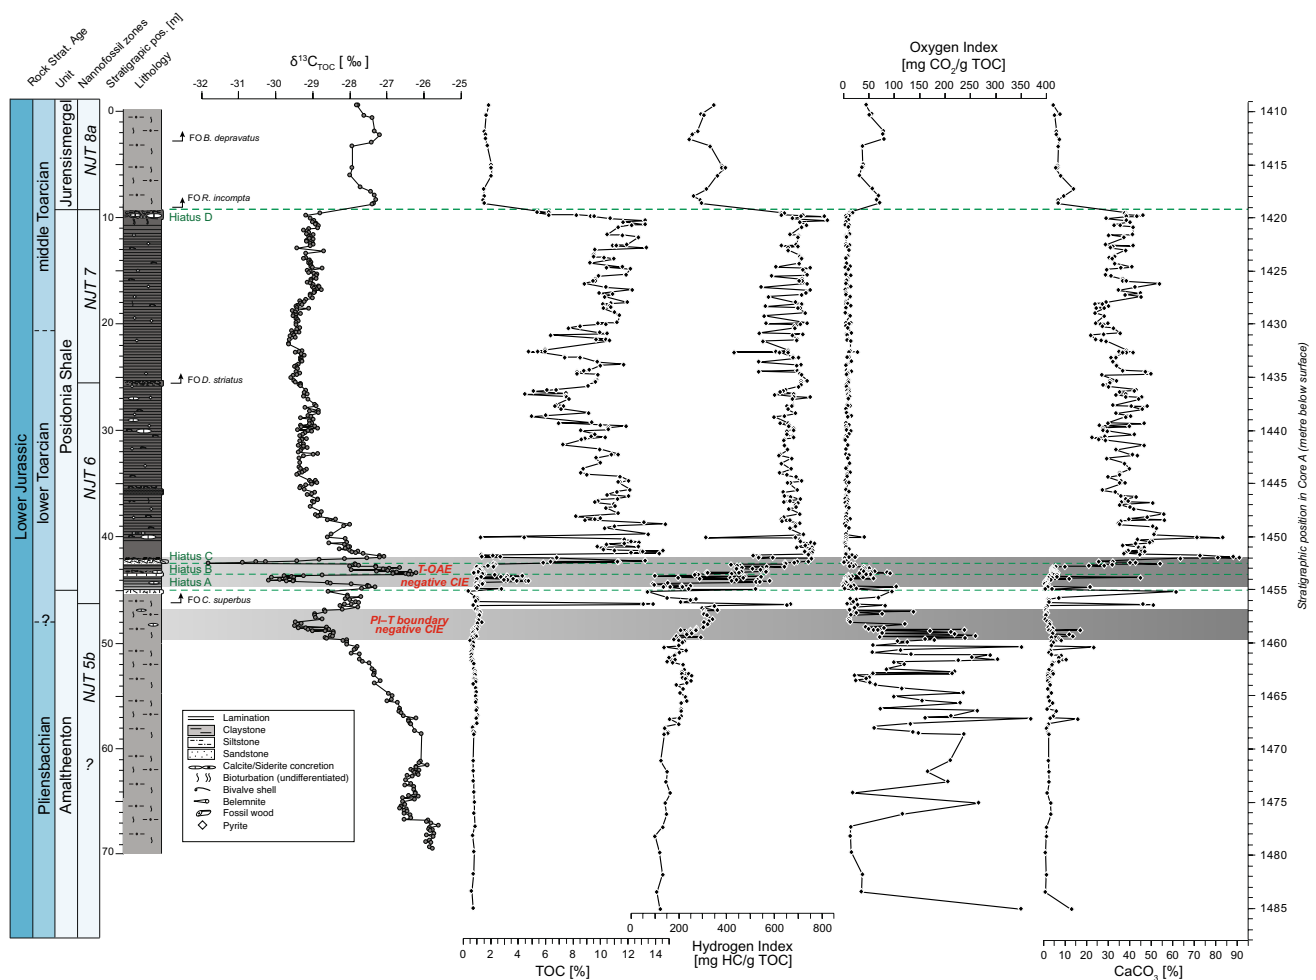 Rock Strat. Age
Unit
Nannofossil zones
Stratigrapic pos. [m]
Lithology
δ13CTOC [ ‰ ]
-32 -30 -29 -28 -27 -26 -25
Oxygen Index
[mg CO2/g TOC]
0 50 150 250 350 400
Lower Jurassic
middle Toarcian
lower Toarcian
-?-
Pliensbachian
Jurensismergel
Posidonia Shale
Amaltheenton
NJT 8a
NJT 7
NJT 6
NJT 5b
?
0
10
20
30
40
50
60
70
FO B. depravatus
FO R. incompta
Hiatus D
FO D. striatus
Hiatus C
Hiatus B
Hiatus A
T-OAE
negative CIE
FO C. superbus
Pl–T boundary
negative CIE
Lamination
Claystone
Siltstone
Sandstone
Calcite/Siderite concretion
Bioturbation (undifferentiated)
Bivalve shell
Belemnite
Fossil wood
Pyrite
1410
1415
1420
1425
1430
1435
1440
1445
1450
1455
1460
1465
1470
1475
1480
1485
Stratigraphic position in Core A (metre below surface)
0 200 400 600 800
Hydrogen Index
[mg HC/g TOC]
0 2 4 6 8 10 12 14
TOC [%]
0 10 20 30 40 50 60 70 80 90
CaCO3 [%]